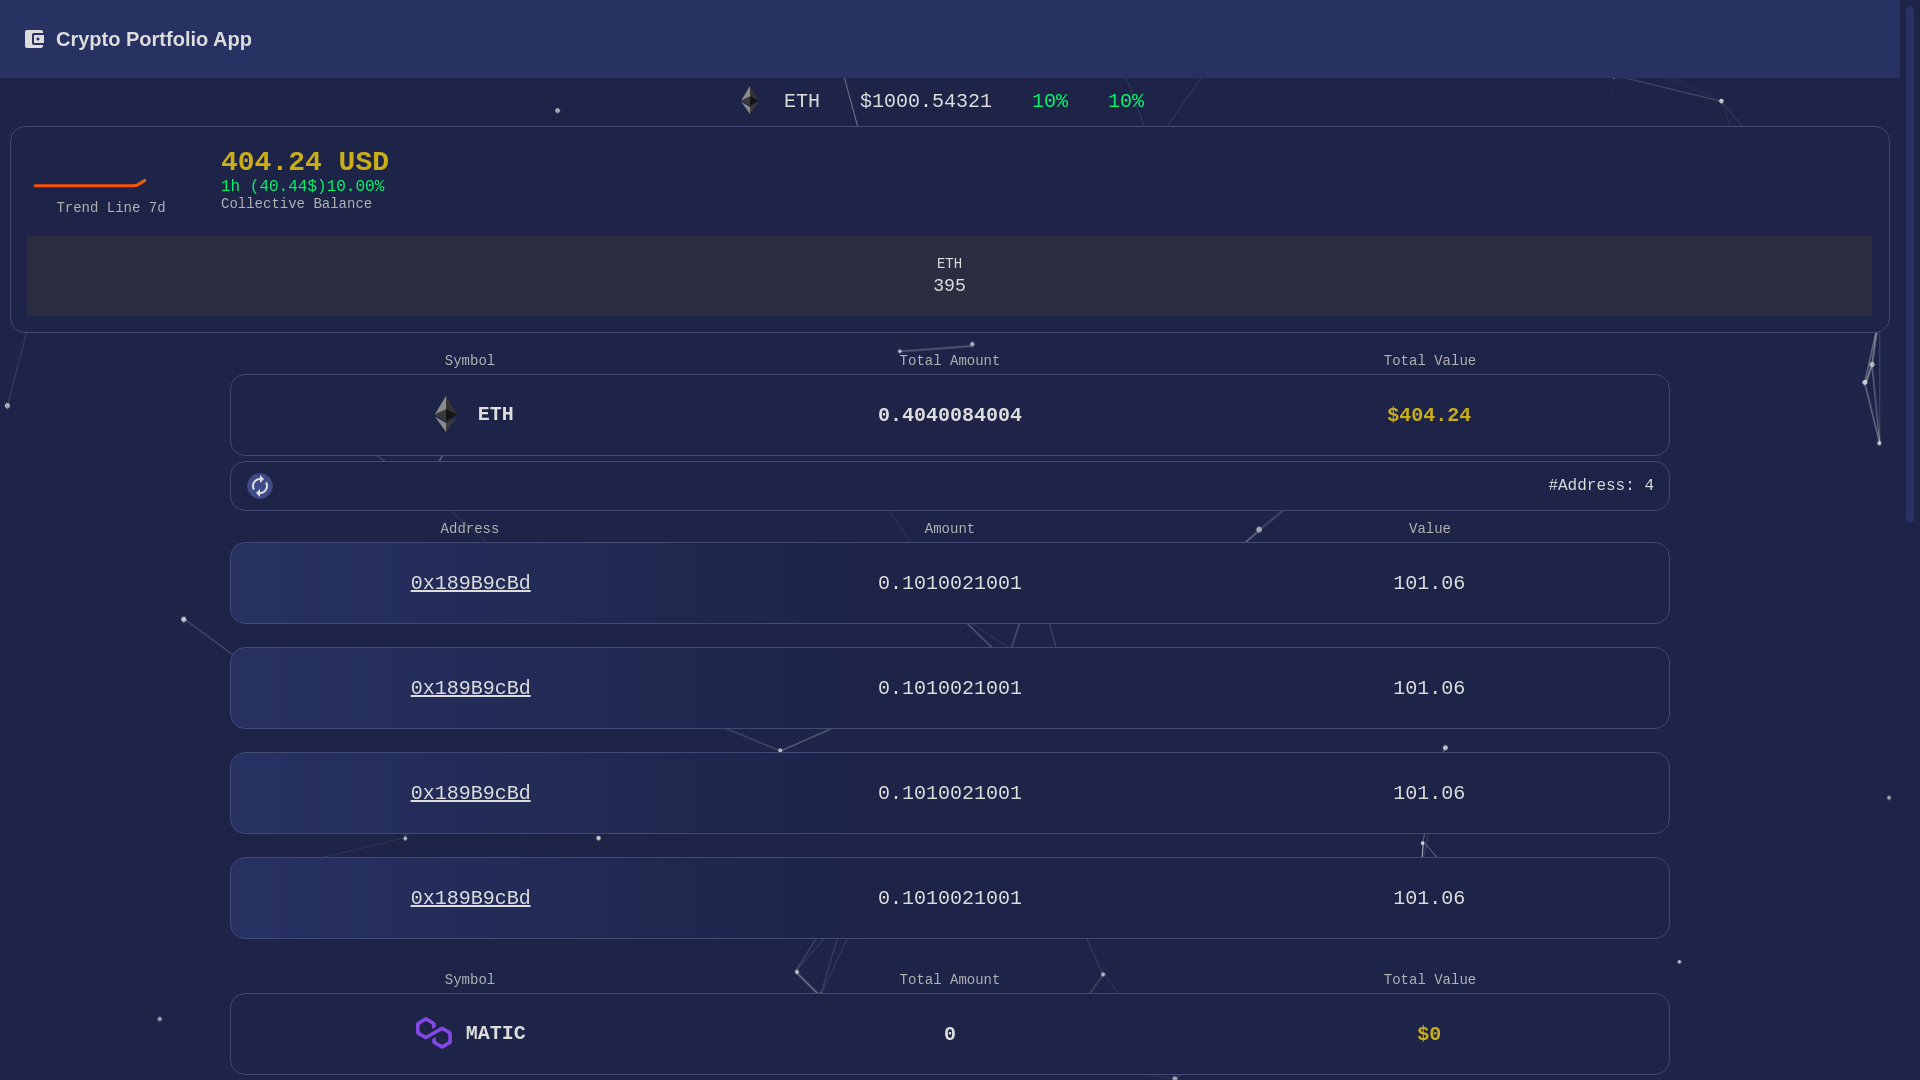 Crypto Portfolio App
ETH $1000.54321 10% 10%
404.24 USD
1h (40.44$)10.00%
Collective Balance
Trend Line 7d
ETH
395
Symbol Total Amount Total Value
ETH 0.4040084004 $404.24
#Address: 4
Address Amount Value
0x189B9cBd 0.1010021001 101.06
0x189B9cBd 0.1010021001 101.06
0x189B9cBd 0.1010021001 101.06
0x189B9cBd 0.1010021001 101.06
Symbol Total Amount Total Value
MATIC 0 $0